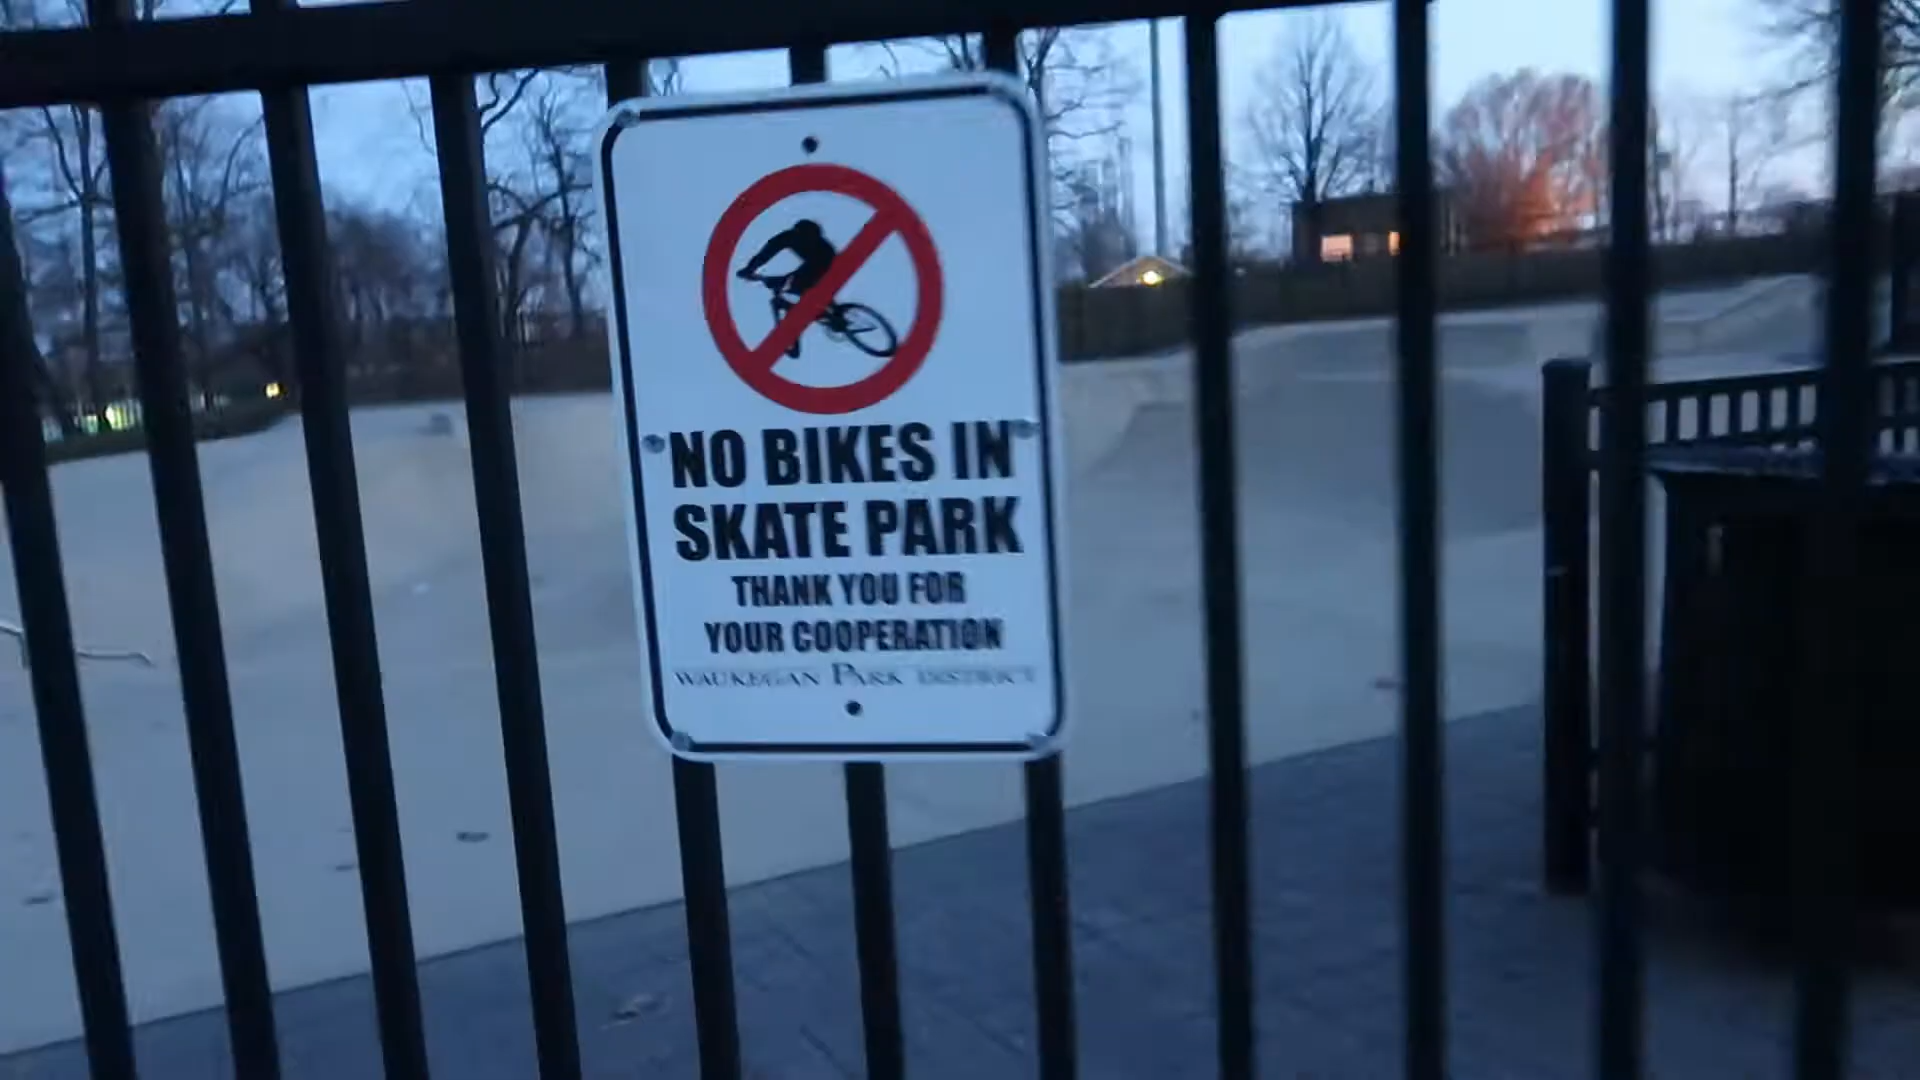 NO BIKES IN
SKATE PARK
THANK YOU FOR
YOUR COOPERATION
WAUKEGAN PARK DISTRICT